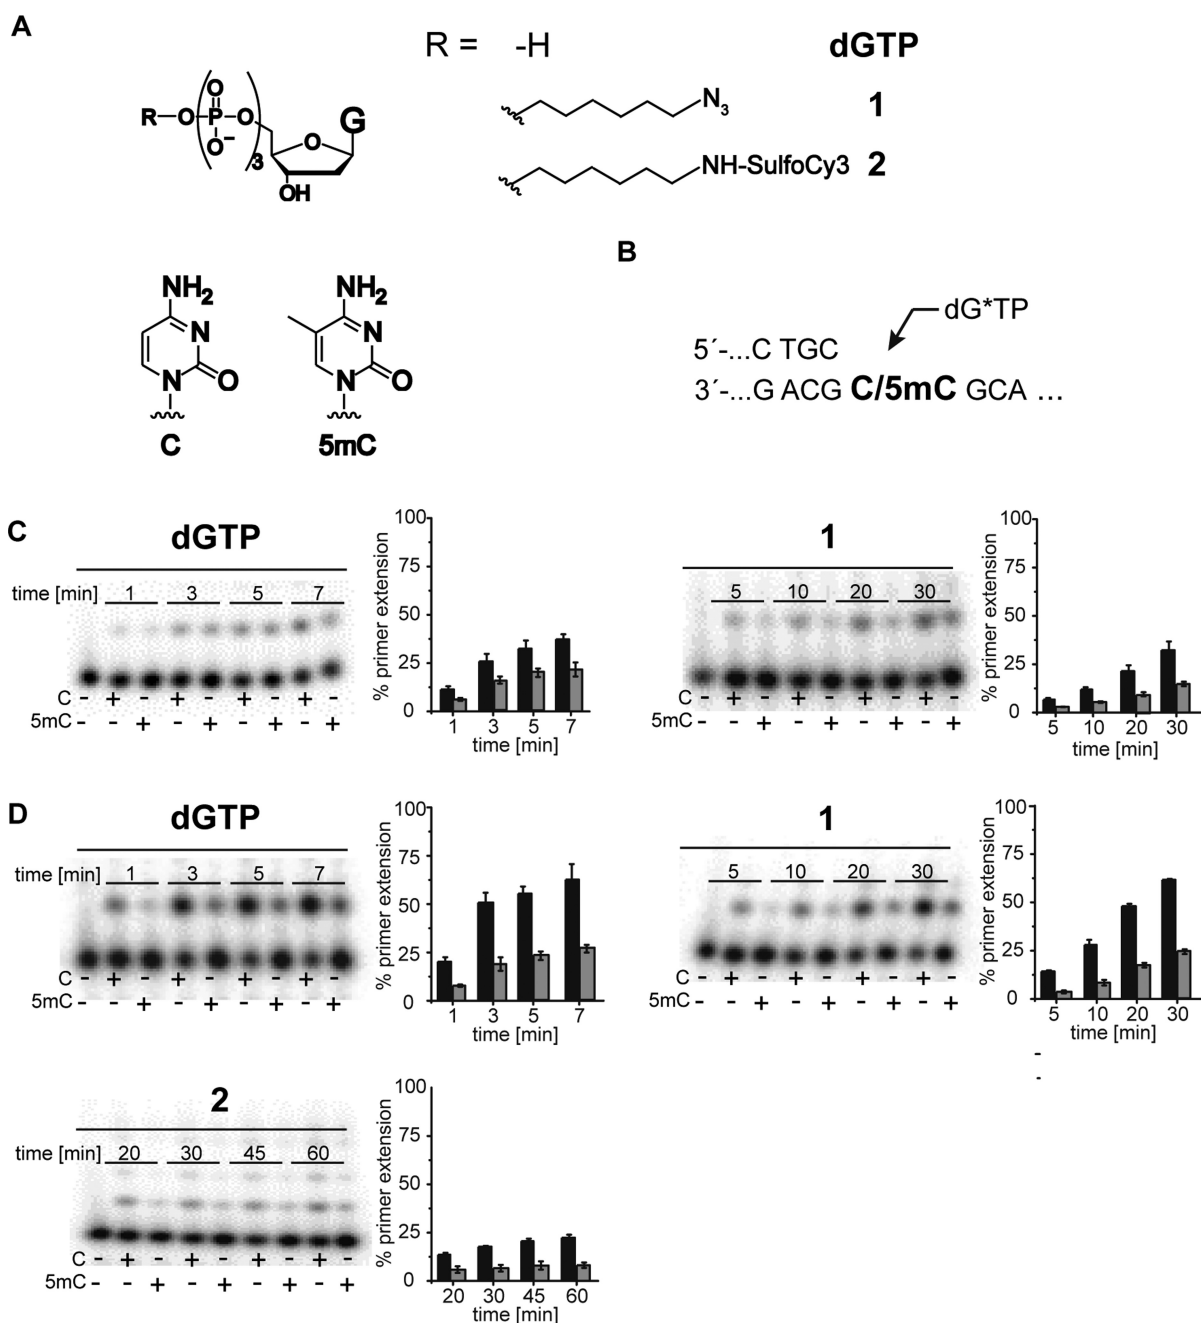 A
R = -H dGTP
N3 1
NH-SulfoCy3 2
R–O P O O O− 3 O G OH
B
dG*TP
5´-...C TGC
3´-...G ACG C/5mC GCA ...
NH2 N N O C
NH2 N N O 5mC
C
dGTP
time [min] 1 3 5 7
C - + - + - + - + -
5mC - - + - + - + - +
% primer extension
100
75
50
25
0
1 3 5 7
time [min]
1
5 10 20 30
C - + - + - + - + -
5mC - - + - + - + - +
% primer extension
100
75
50
25
0
5 10 20 30
time [min]
D
dGTP
time [min] 1 3 5 7
C - + - + - + - + -
5mC - - + - + - + - +
% primer extension
100
75
50
25
0
1 3 5 7
time [min]
1
5 10 20 30
C - + - + - + - + -
5mC - - + - + - + - +
% primer extension
100
75
50
25
0
5 10 20 30
time [min]
-
-
2
time [min] 20 30 45 60
C - + - + - + - + -
5mC - - + - + - + - +
% primer extension
100
75
50
25
0
20 30 45 60
time [min]